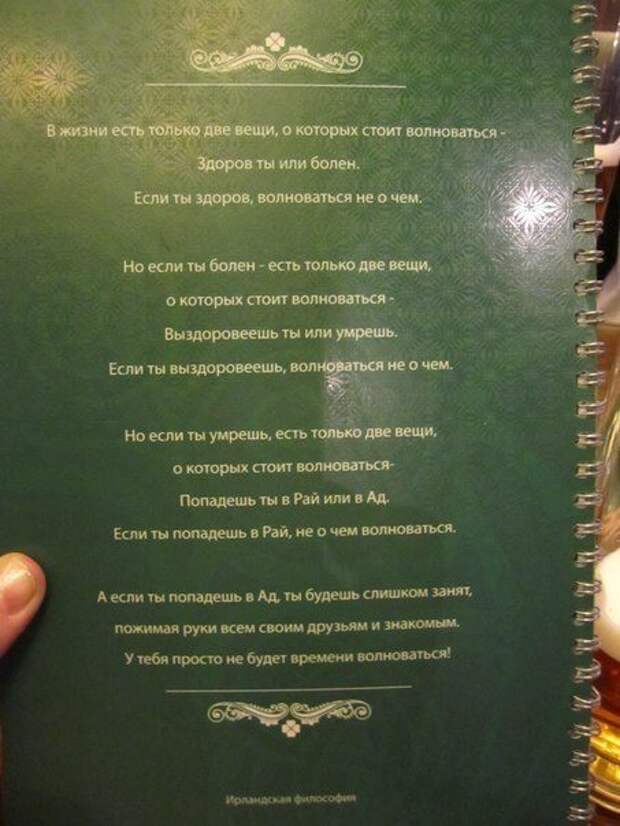 В жизни есть только две вещи, о которых стоит волноваться -
Здоров ты или болен.
Если ты здоров, волноваться не о чем.
Но если ты болен - есть только две вещи,
о которых стоит волноваться -
Выздоровеешь ты или умрешь.
Если ты выздоровеешь, волноваться не о чем.
Но если ты умрешь, есть только две вещи,
о которых стоит волноваться-
Попадешь ты в Рай или в Ад.
Если ты попадешь в Рай, не о чем волноваться.
А если ты попадешь в Ад, ты будешь слишком занят,
пожимая руки всем своим друзьям и знакомым.
У тебя просто не будет времени волноваться!
Ирландская философия